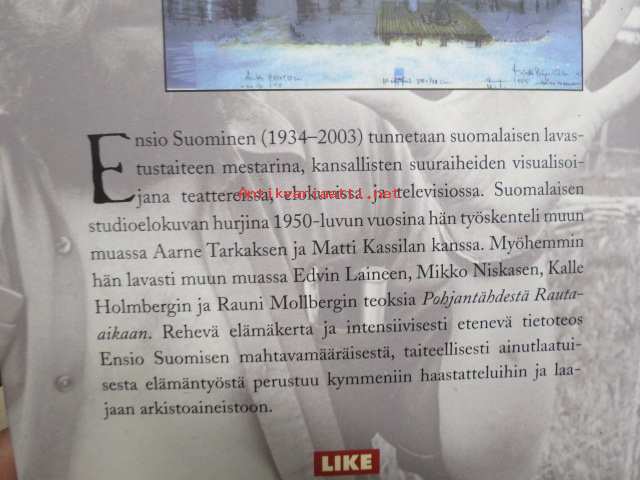 Ensio Suominen (1934–2003) tunnetaan suomalaisen lavas-
tustaiteen mestarina, kansallisten suuraiheiden visualisoi-
jana teattereissa, elokuvissa ja televisiossa. Suomalaisen
studioelokuvan hurjina 1950-luvun vuosina hän työskenteli muun
muassa Aarne Tarkaksen ja Matti Kassilan kanssa. Myöhemmin
hän lavasti muun muassa Edvin Laineen, Mikko Niskasen, Kalle
Holmbergin ja Rauni Mollbergin teoksia Pohjantähdestä Rauta-
aikaan. Rehevä elämäkerta ja intensiivisesti etenevä tietoteos
Ensio Suomisen mahtavamääräisestä, taiteellisesti ainutlaatui-
sesta elämäntyöstä perustuu kymmeniin haastatteluihin ja laa-
jaan arkistoaineistoon.
LIKE